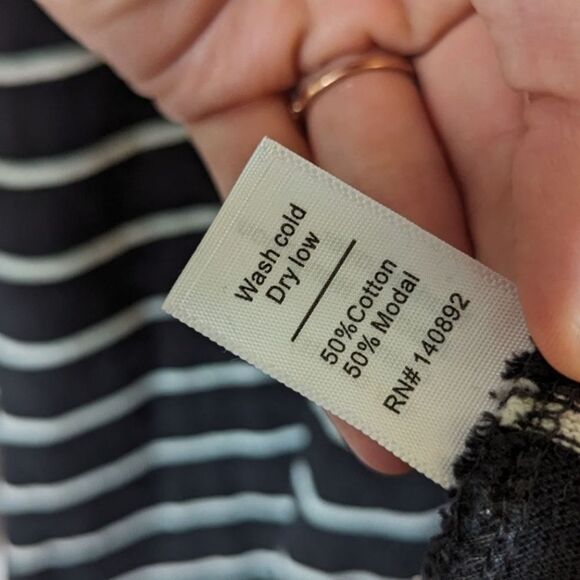 Wash cold
Dry low
50%Cotton
50% Modal
RN# 140892